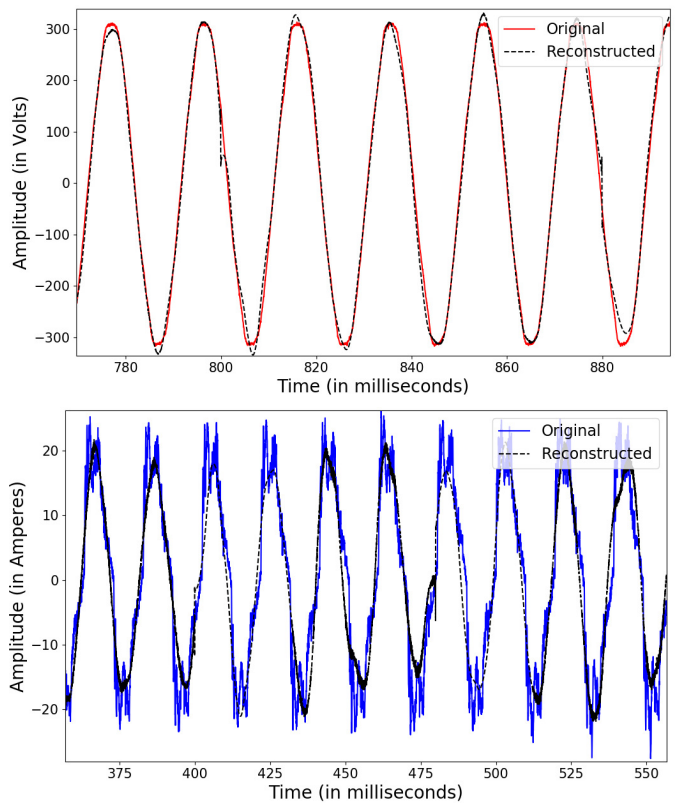 300
200
100
0
−100
−200
−300
Amplitude (in Volts)
Original
Reconstructed
780 800 820 840 860 880
Time (in milliseconds)
20
10
0
−10
−20
Amplitude (in Amperes)
Original
Reconstructed
375 400 425 450 475 500 525 550
Time (in milliseconds)